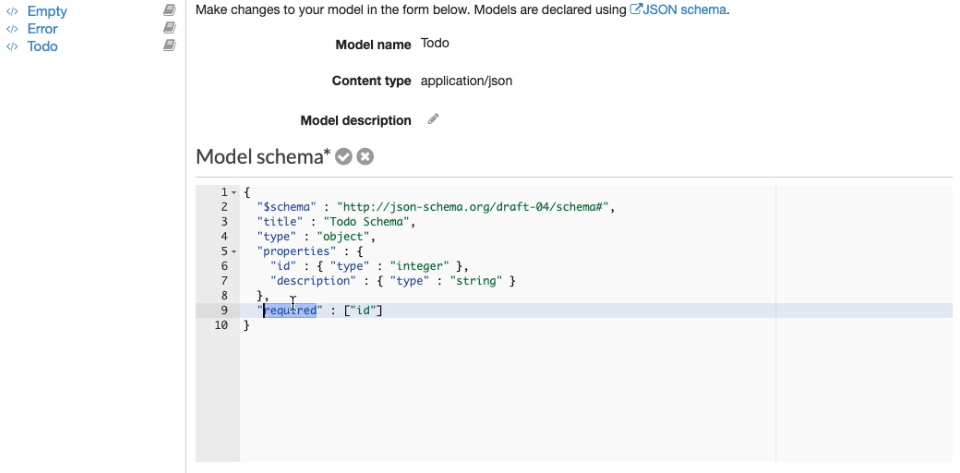 Empty
Error
Todo
Make changes to your model in the form below. Models are declared using JSON schema.
Model name Todo
Content type application/json
Model description
Model schema*
1 {
2 "$schema" : "http://json-schema.org/draft-04/schema#",
3 "title" : "Todo Schema",
4 "type" : "object",
5 "properties" : {
6 "id" : { "type" : "integer" },
7 "description" : { "type" : "string" }
8 },
9 "required" : ["id"]
10 }